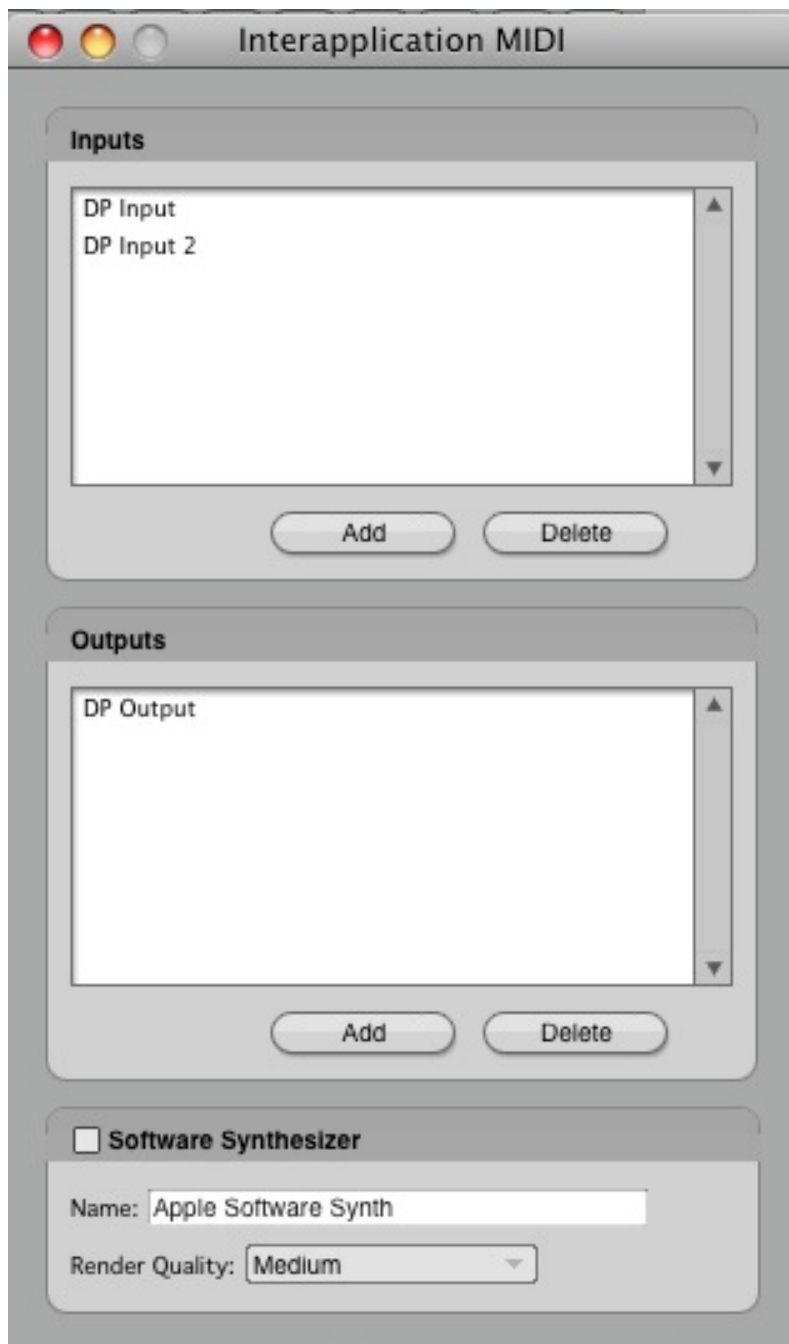 Interapplication MIDI
Inputs
DP Input
DP Input 2
Add Delete
Outputs
DP Output
Add Delete
Software Synthesizer
Name: Apple Software Synth
Render Quality: Medium